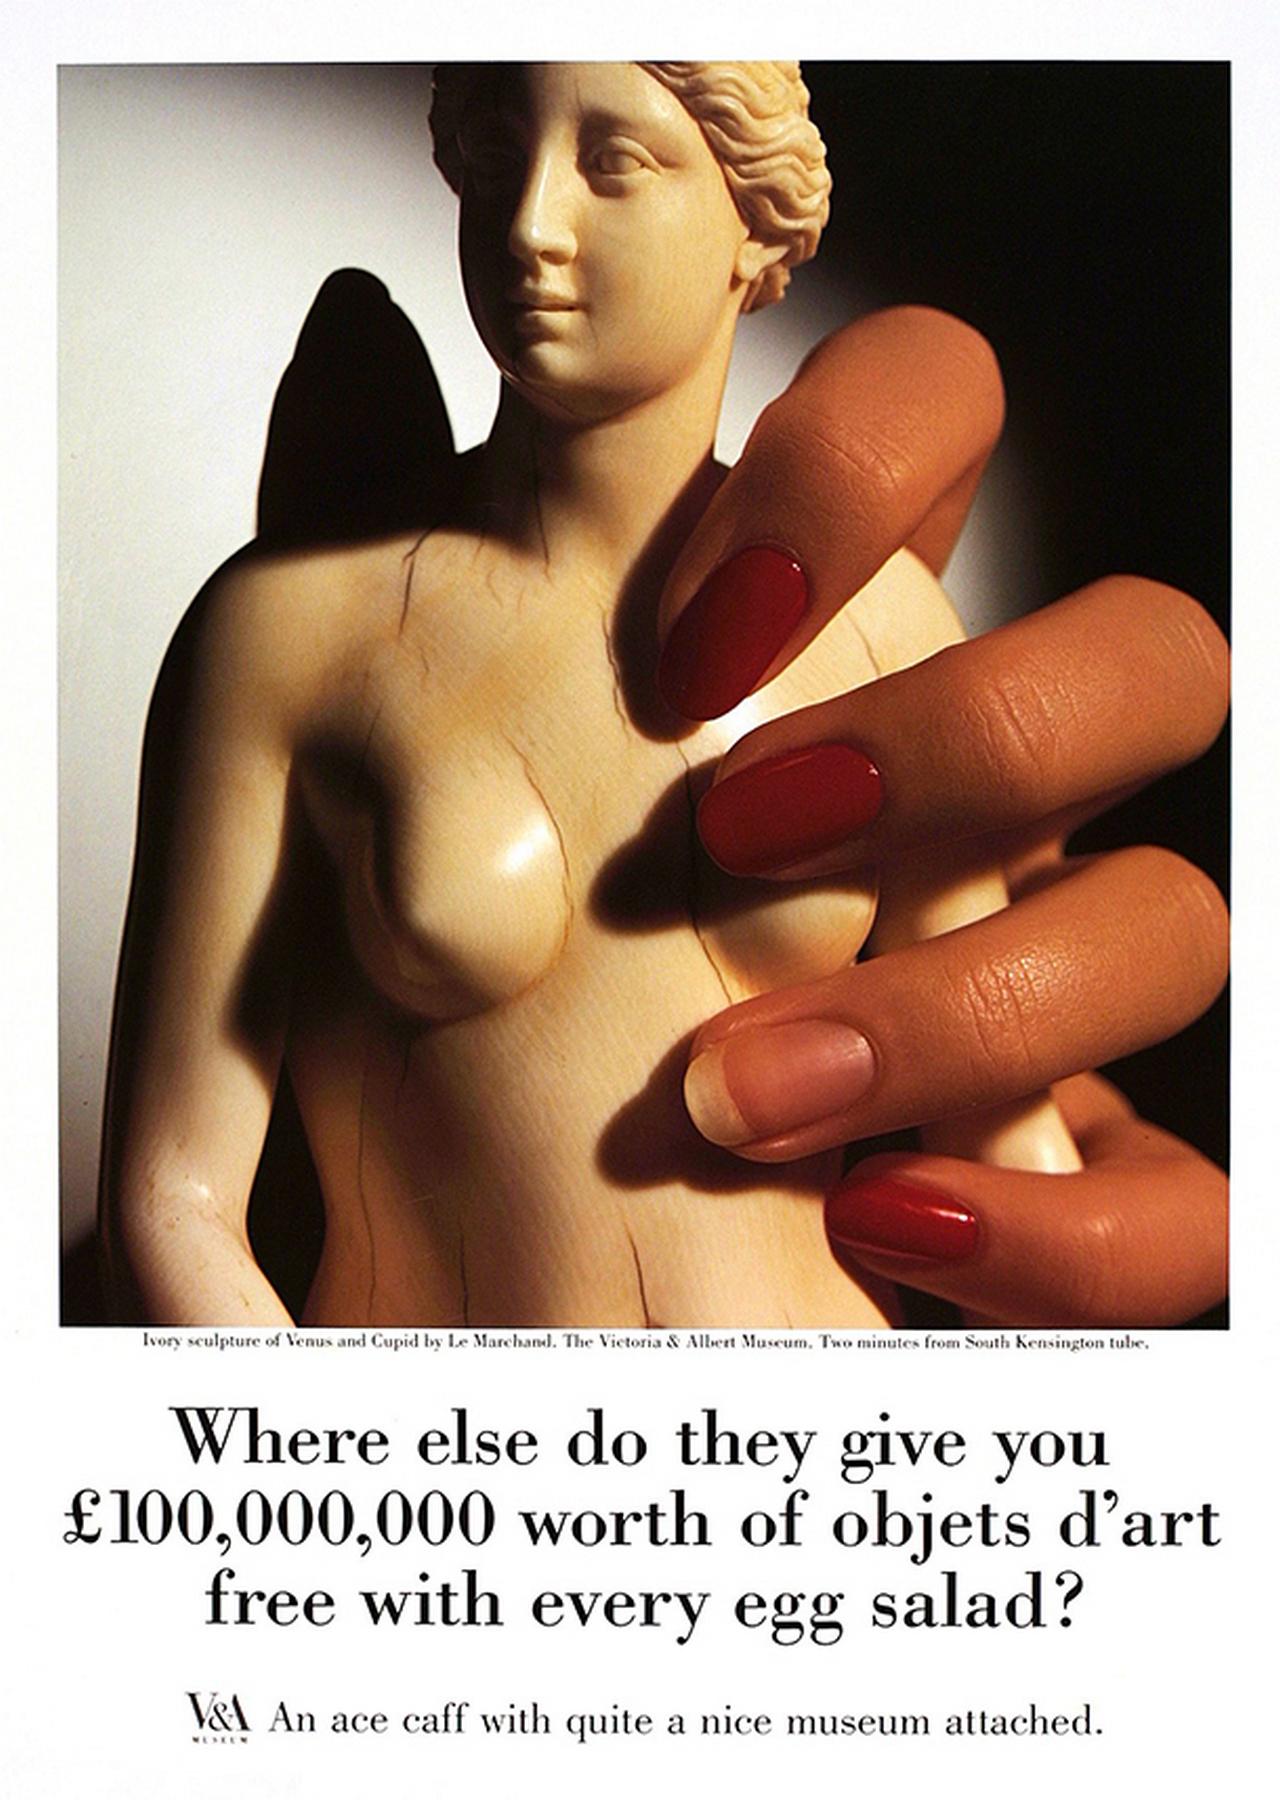 Ivory sculpture of Venus and Cupid by Le Marchand. The Victoria & Albert Museum. Two minutes from South Kensington tube.
Where else do they give you
£100,000,000 worth of objets d’art
free with every egg salad?
V&A
MUSEUM
An ace caff with quite a nice museum attached.